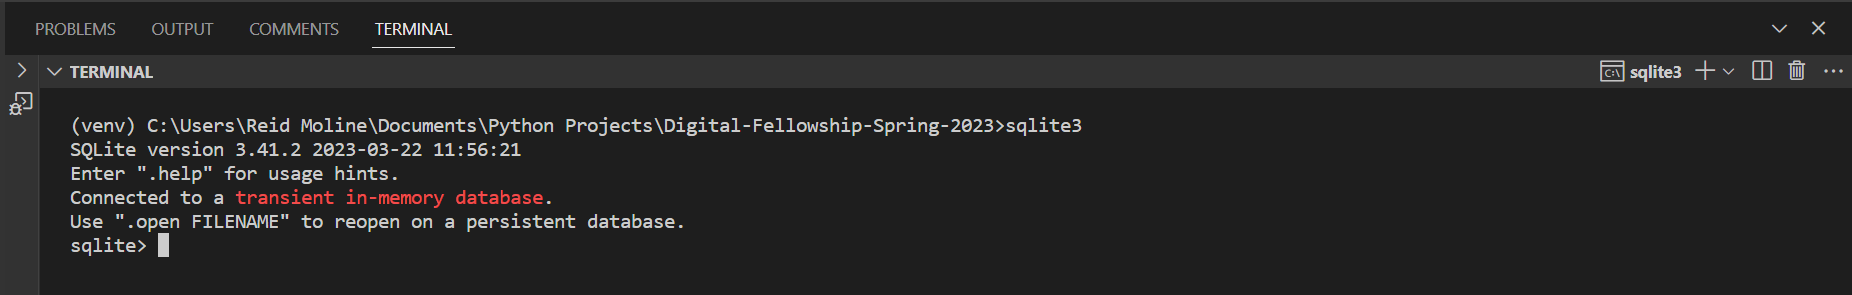 PROBLEMS OUTPUT COMMENTS TERMINAL
TERMINAL
C:\ sqlite3
(venv) C:\Users\Reid Moline\Documents\Python Projects\Digital-Fellowship-Spring-2023>sqlite3
SQLite version 3.41.2 2023-03-22 11:56:21
Enter ".help" for usage hints.
Connected to a transient in-memory database.
Use ".open FILENAME" to reopen on a persistent database.
sqlite>